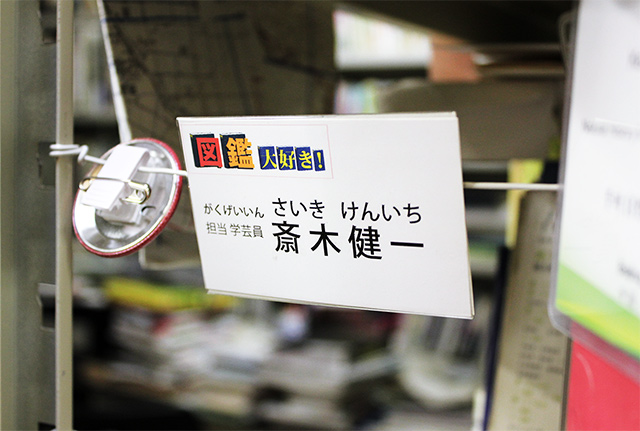 図鑑大好き!
がくげいいん さいき けんいち
担当 学芸員 斎木健一